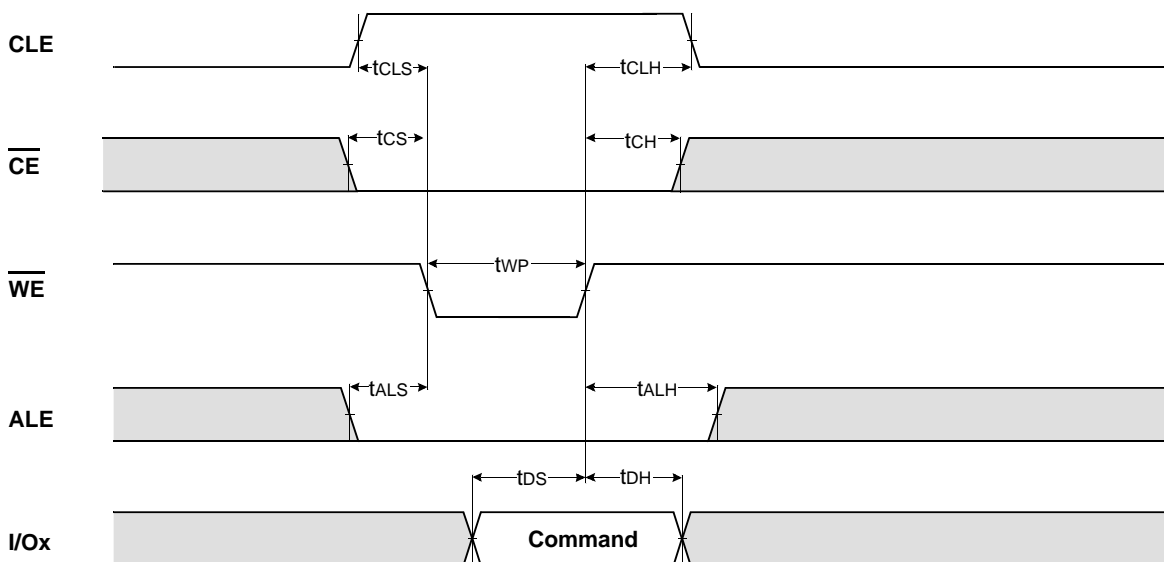 CLE
tCLS
tCLH
CE
tCS
tCH
WE
tWP
ALE
tALS
tALH
I/Ox
tDS
tDH
Command